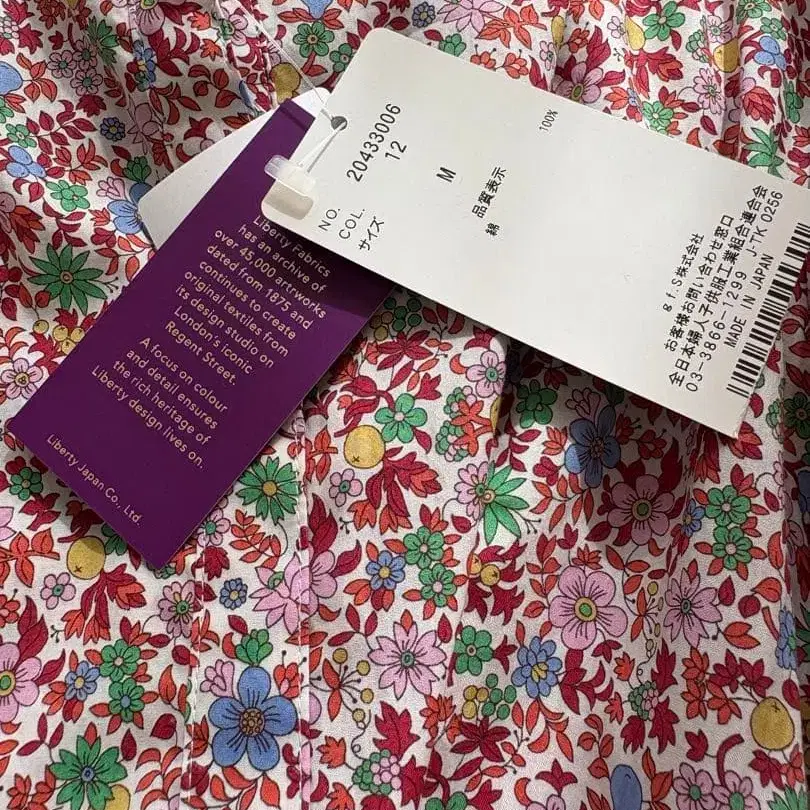 Liberty Fabrics
has an archive of
over 45,000 artrworks
dated from 1875 and
continues to create
original textiles from
its design studio on
London's iconic
Regent Street.
A focus on colour
and detail ensures
the rich heritage of
Liberty design lives on.
Liberty Japan Co., Ltd.
NO. 20433006
COL. 12
サイズ M
品質表示
綿 100%
& f.S株式会社
お客様お問い合わせ窓口
全日本婦人子供服工業組合連合会
03-3866-1299 J-TK 0256
MADE IN JAPAN